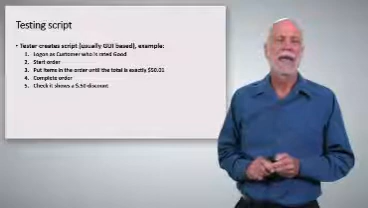 Testing script
• Tester creates script (usually GUI based), example:
1. Logon as Customer who is rated Good
2. Start order
3. Put items in the order until the total is exactly $50.01
4. Complete order
5. Check it shows a 5.5% discount